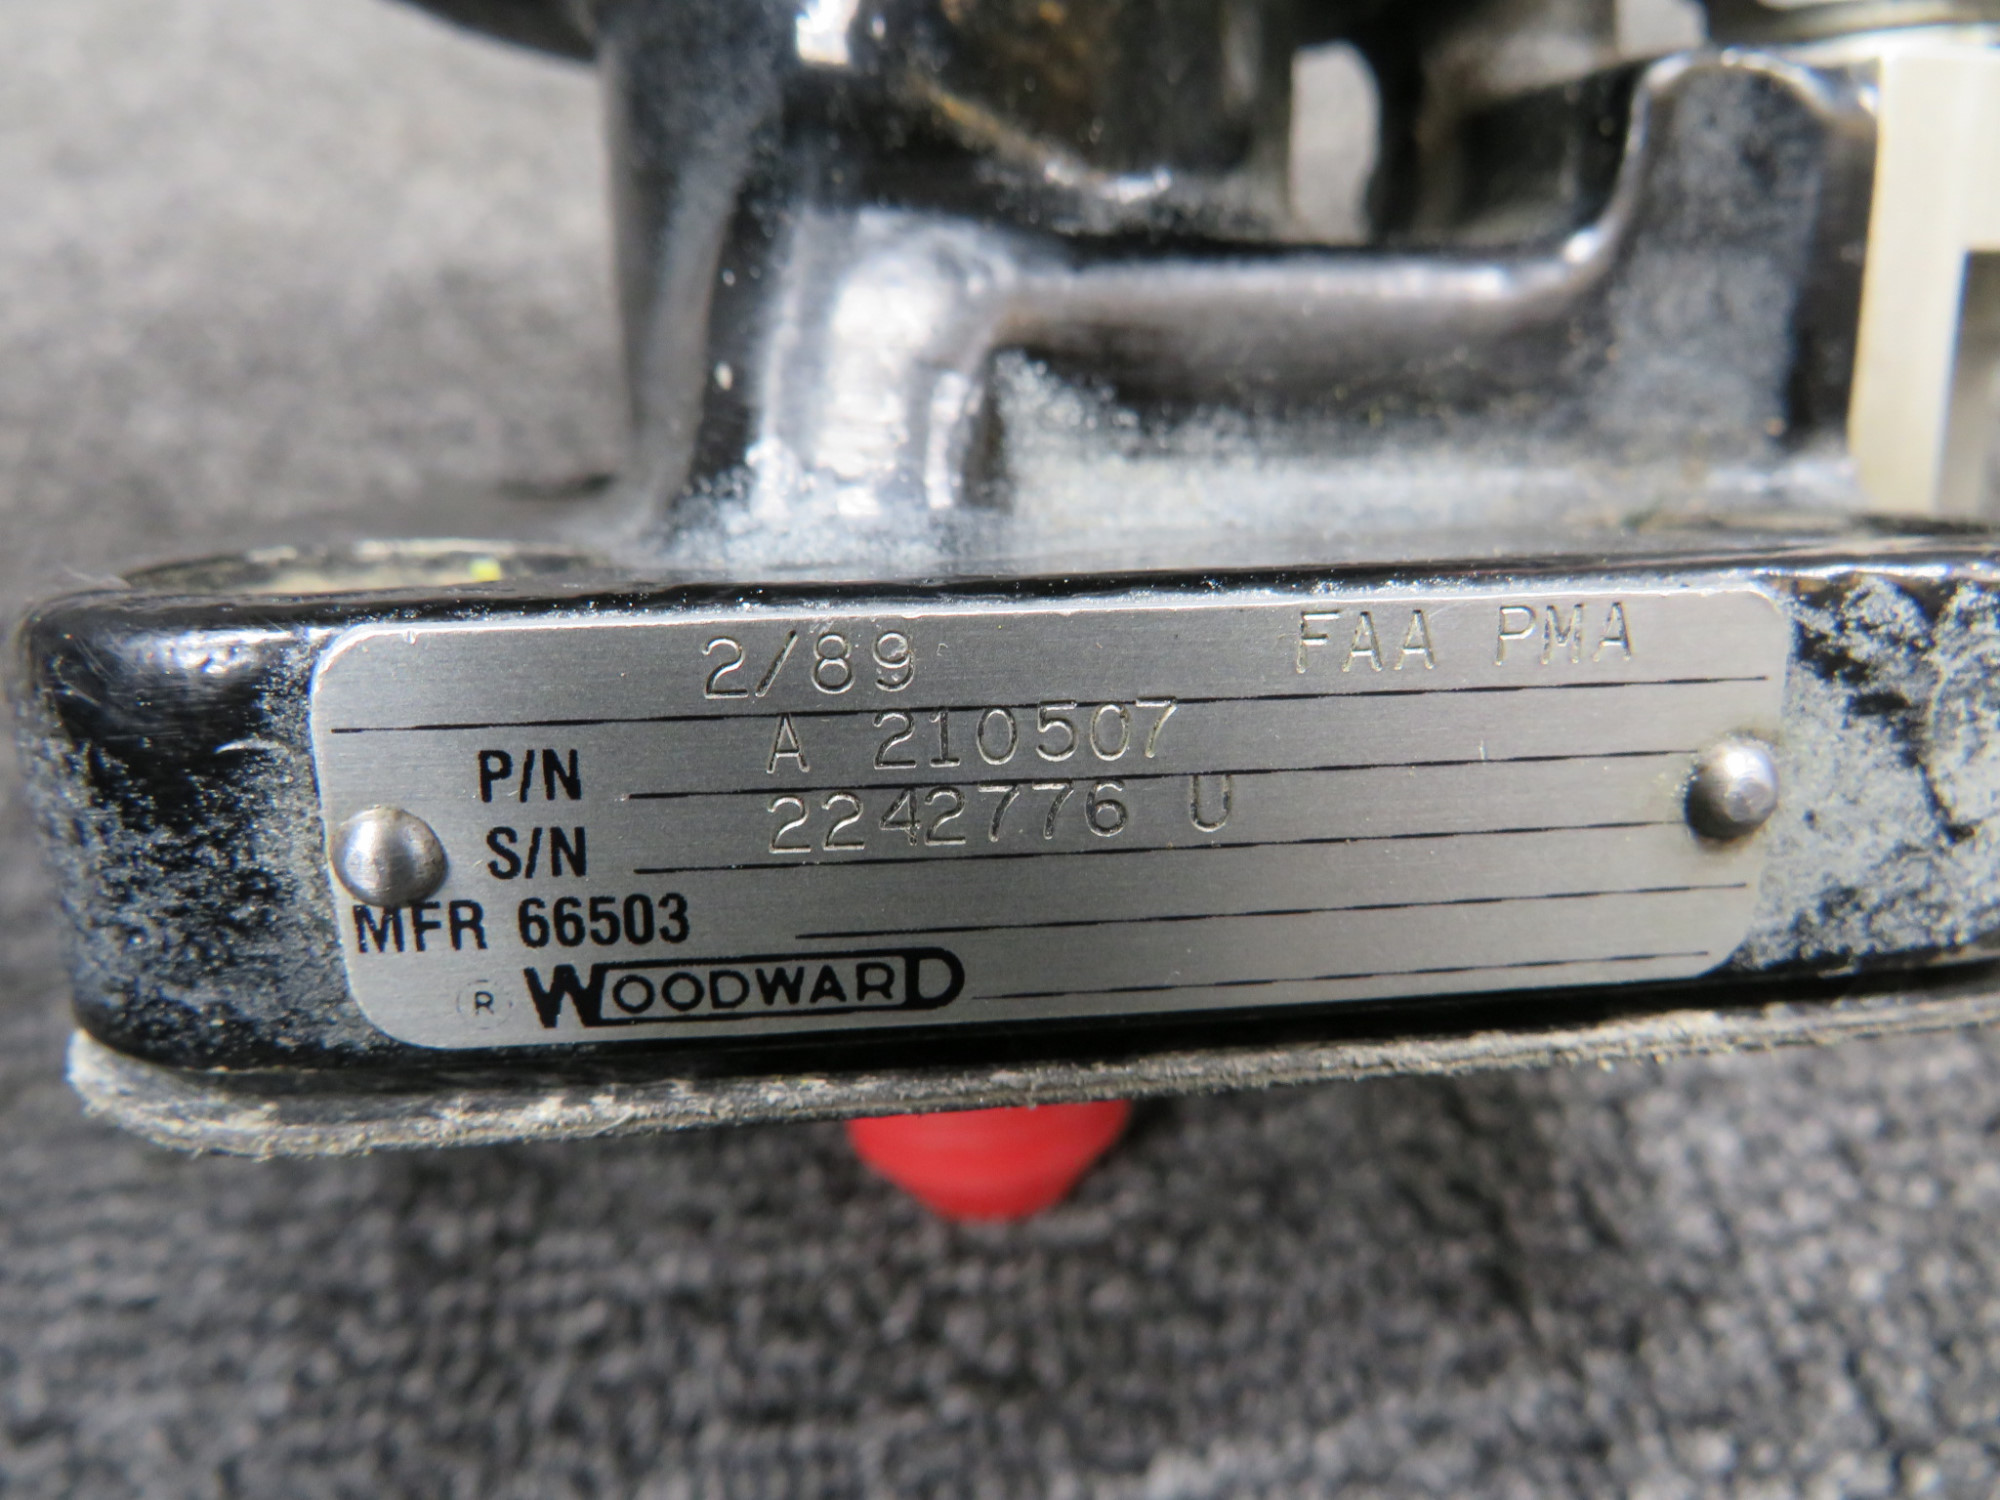 2/89 FAA PMA
P/N A 210507
S/N 2242776 U
MFR 66503
® WOODWARD